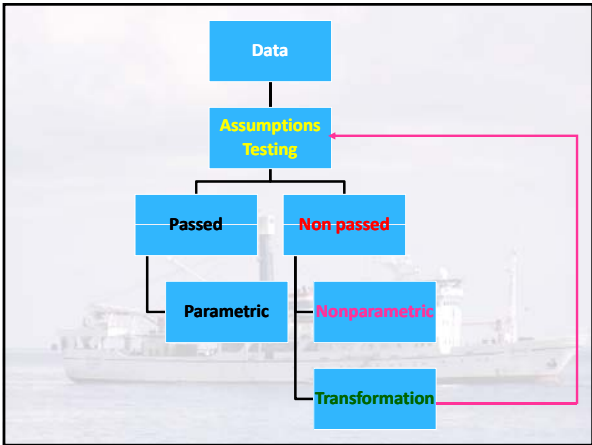 Data
Assumptions
Testing
Passed
Non passed
Parametric
Nonparametric
Transformation